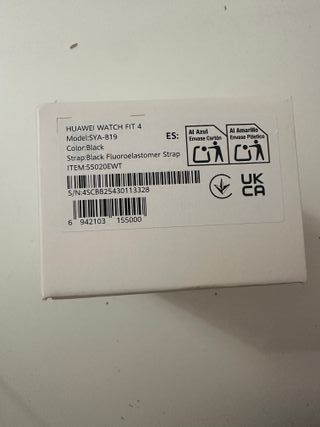 HUAWEI WATCH FIT 4
Model:SYA-B19
Color:Black
Strap:Black Fluoroelastomer Strap
ITEM:55020EWT
S/N:4SCBB25430113328
6 942103 155000
ES:
Al Azul
Envase Cartón
Al Amarillo
Envase Plástico
UK
CA